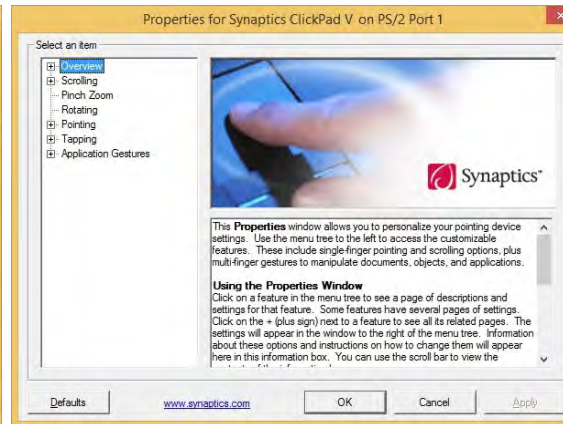 Properties for Synaptics ClickPad V on PS/2 Port 1
Select an item
Overview
Scrolling
Pinch Zoom
Rotating
Pointing
Tapping
Application Gestures
Synaptics
This Properties window allows you to personalize your pointing device
settings. Use the menu tree to the left to access the customizable
features. These include single-finger pointing and scrolling options, plus
multi-finger gestures to manipulate documents, objects, and applications.
Using the Properties Window
Click on a feature in the menu tree to see a page of descriptions and
settings for that feature. Some features have several pages of settings.
Click on the + (plus sign) next to a feature to see all its related pages. The
settings will appear in the window to the right of the menu tree. Information
about these options and instructions on how to change them will appear
here in this information box. You can use the scroll bar to view the
Defaults
www.synaptics.com
OK
Cancel
Apply